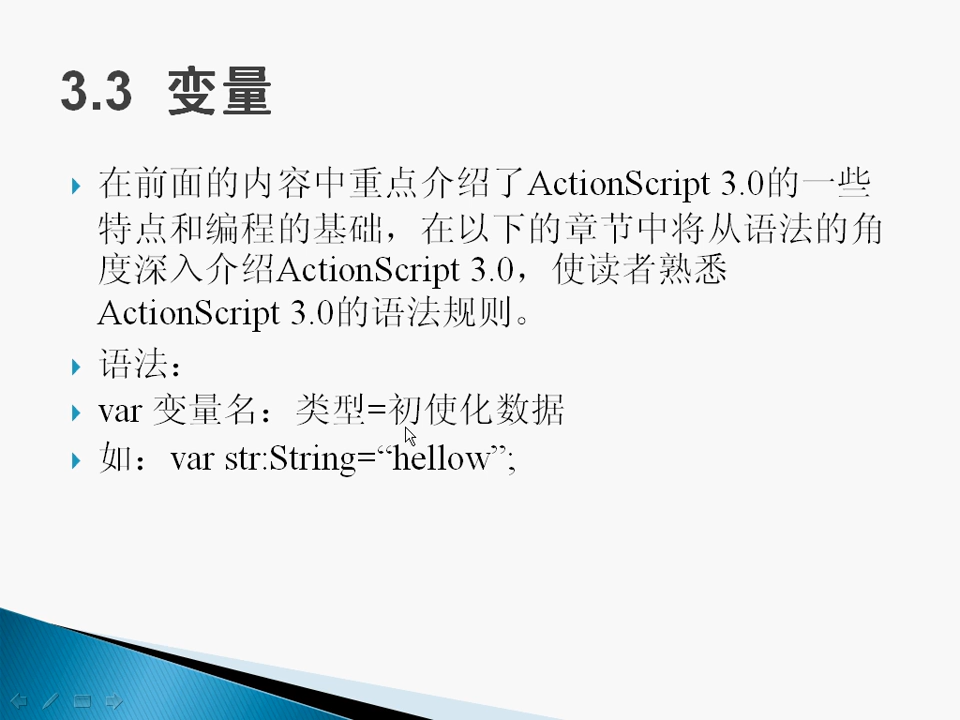 3.3 变量
在前面的内容中重点介绍了ActionScript 3.0的一些
特点和编程的基础，在以下的章节中将从语法的角
度深入介绍ActionScript 3.0，使读者熟悉
ActionScript 3.0的语法规则。
语法：
var 变量名：类型=初使化数据
如：var str:String=“hellow”;